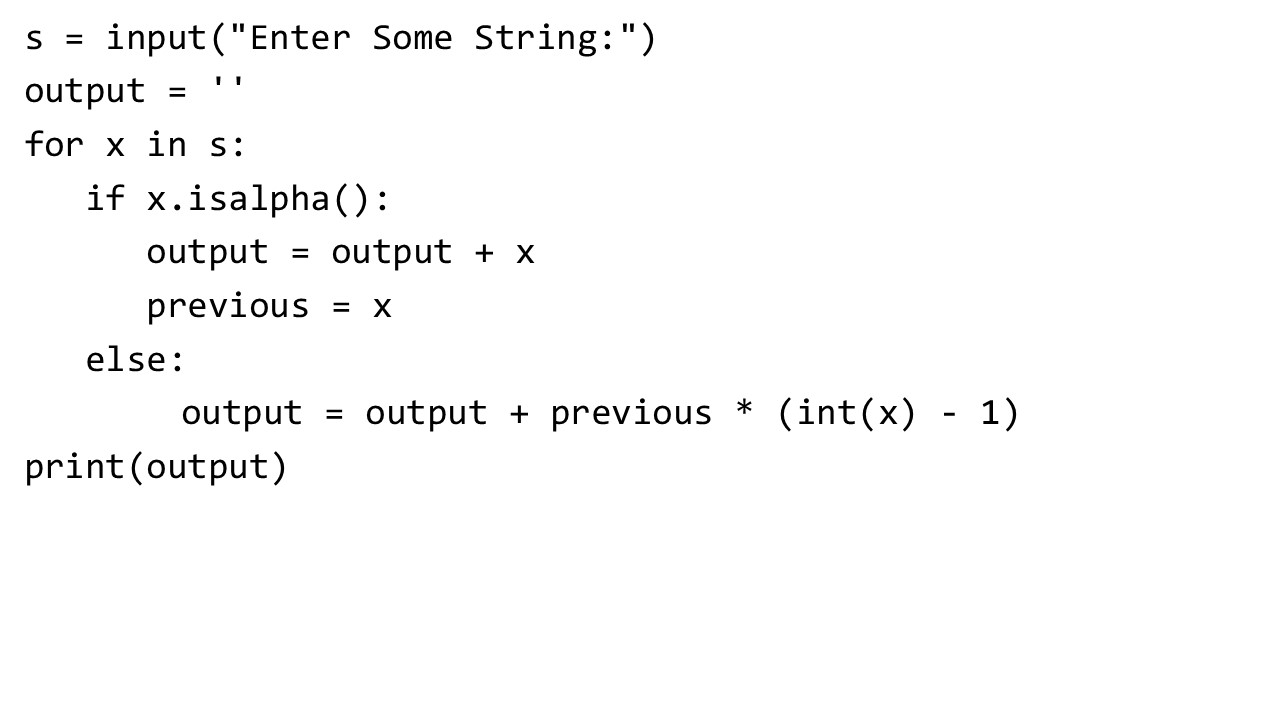 s = input("Enter Some String:")
output = ''
for x in s:
   if x.isalpha():
      output = output + x
      previous = x
   else:
        output = output + previous * (int(x) - 1)
print(output)